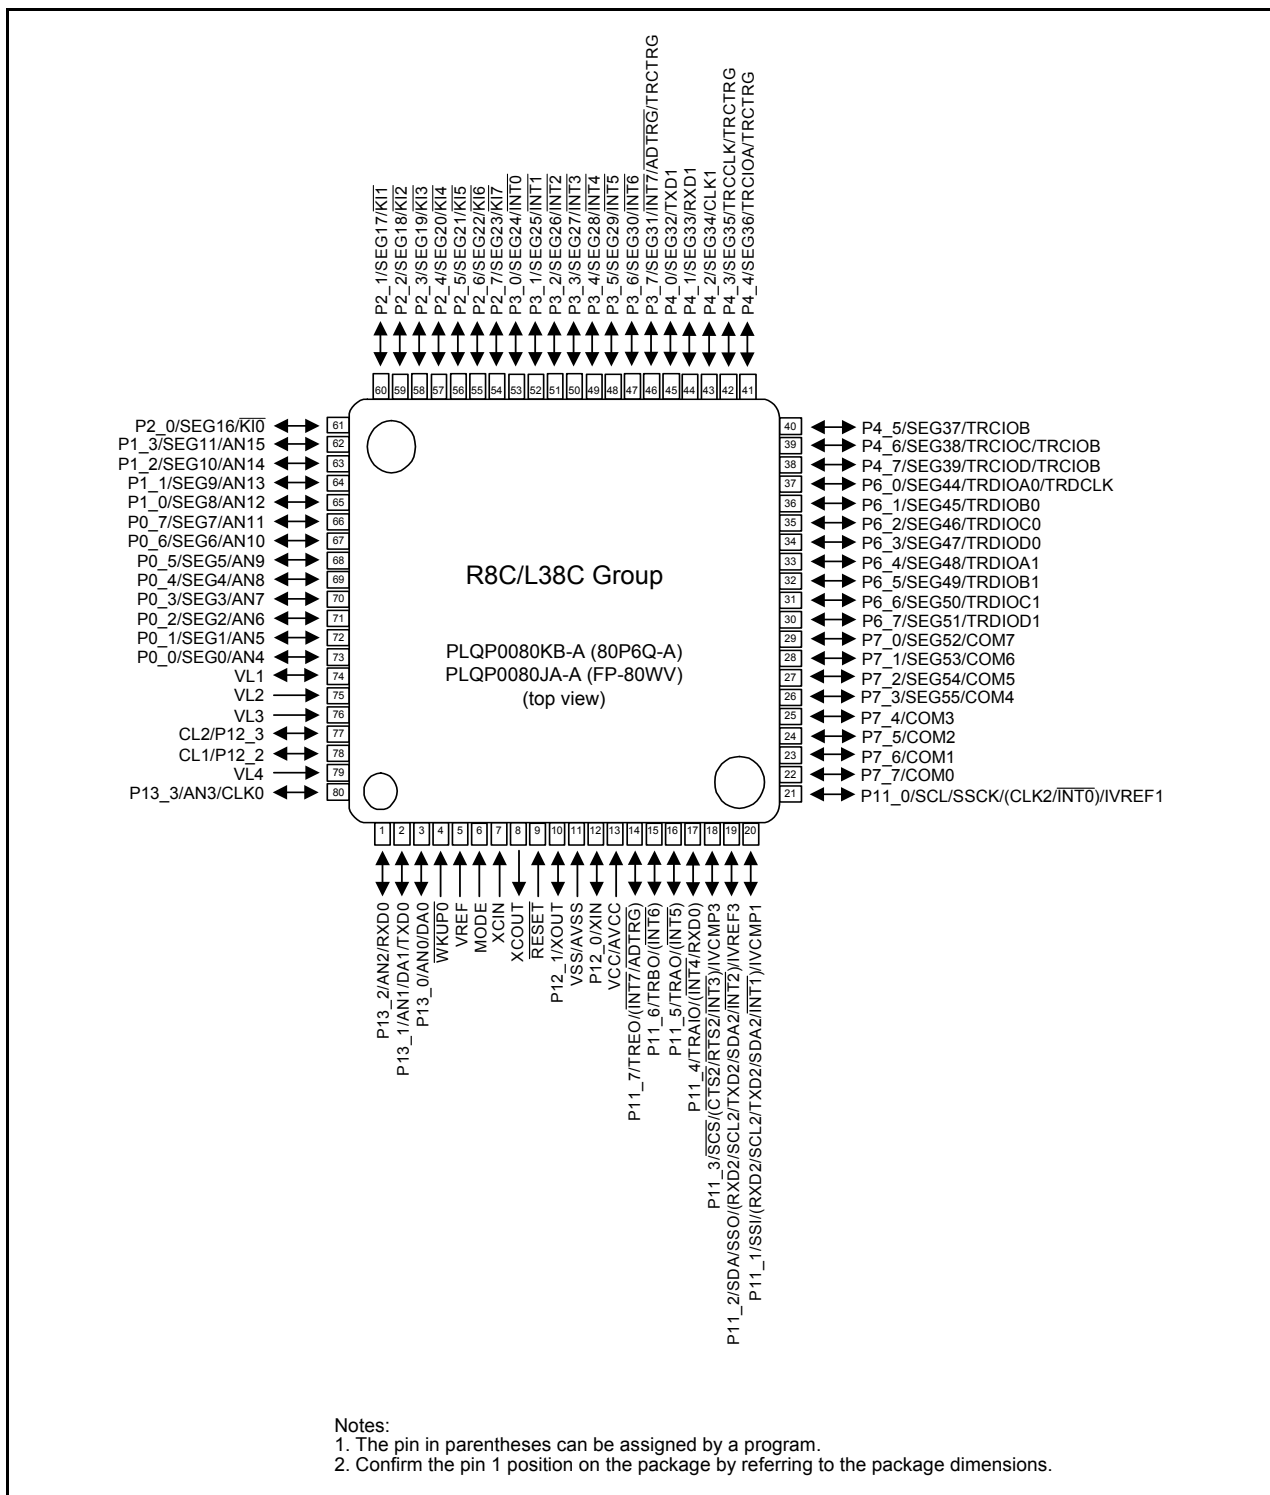 P2_1/SEG17/KI1
P2_2/SEG18/KI2
P2_3/SEG19/KI3
P2_4/SEG20/KI4
P2_5/SEG21/KI5
P2_6/SEG22/KI6
P2_7/SEG23/KI7
P3_0/SEG24/INT0
P3_1/SEG25/INT1
P3_2/SEG26/INT2
P3_3/SEG27/INT3
P3_4/SEG28/INT4
P3_5/SEG29/INT5
P3_6/SEG30/INT6
P3_7/SEG31/INT7/ADTRG/TRCTRG
P4_0/SEG32/TXD1
P4_1/SEG33/RXD1
P4_2/SEG34/CLK1
P4_3/SEG35/TRCCLK/TRCTRG
P4_4/SEG36/TRCIOA/TRCTRG
60 59 58 57 56 55 54 53 52 51 50 49 48 47 46 45 44 43 42 41
P2_0/SEG16/KI0 61
P1_3/SEG11/AN15 62
P1_2/SEG10/AN14 63
P1_1/SEG9/AN13 64
P1_0/SEG8/AN12 65
P0_7/SEG7/AN11 66
P0_6/SEG6/AN10 67
P0_5/SEG5/AN9 68
P0_4/SEG4/AN8 69
P0_3/SEG3/AN7 70
P0_2/SEG2/AN6 71
P0_1/SEG1/AN5 72
P0_0/SEG0/AN4 73
VL1 74
VL2 75
VL3 76
CL2/P12_3 77
CL1/P12_2 78
VL4 79
P13_3/AN3/CLK0 80
R8C/L38C Group
PLQP0080KB-A (80P6Q-A)
PLQP0080JA-A (FP-80WV)
(top view)
40 P4_5/SEG37/TRCIOB
39 P4_6/SEG38/TRCIOC/TRCIOB
38 P4_7/SEG39/TRCIOD/TRCIOB
37 P6_0/SEG44/TRDIOA0/TRDCLK
36 P6_1/SEG45/TRDIOB0
35 P6_2/SEG46/TRDIOC0
34 P6_3/SEG47/TRDIOD0
33 P6_4/SEG48/TRDIOA1
32 P6_5/SEG49/TRDIOB1
31 P6_6/SEG50/TRDIOC1
30 P6_7/SEG51/TRDIOD1
29 P7_0/SEG52/COM7
28 P7_1/SEG53/COM6
27 P7_2/SEG54/COM5
26 P7_3/SEG55/COM4
25 P7_4/COM3
24 P7_5/COM2
23 P7_6/COM1
22 P7_7/COM0
21 P11_0/SCL/SSCK/(CLK2/INT0)/IVREF1
1 2 3 4 5 6 7 8 9 10 11 12 13 14 15 16 17 18 19 20
P13_2/AN2/RXD0
P13_1/AN1/DA1/TXD0
P13_0/AN0/DA0
WKUP0
VREF
MODE
XCIN
XCOUT
RESET
P12_1/XOUT
VSS/AVSS
P12_0/XIN
VCC/AVCC
P11_7/TREO/(INT7/ADTRG)
P11_6/TRBO/(INT6)
P11_5/TRAO/(INT5)
P11_4/TRAIO/(INT4/RXD0)
P11_3/SCS/(CTS2/RTS2/INT3)/IVCMP3
P11_2/SDA/SSO/(RXD2/SCL2/TXD2/SDA2/INT2)/IVREF3
P11_1/SSI/(RXD2/SCL2/TXD2/SDA2/INT1)/IVCMP1
Notes:
1. The pin in parentheses can be assigned by a program.
2. Confirm the pin 1 position on the package by referring to the package dimensions.